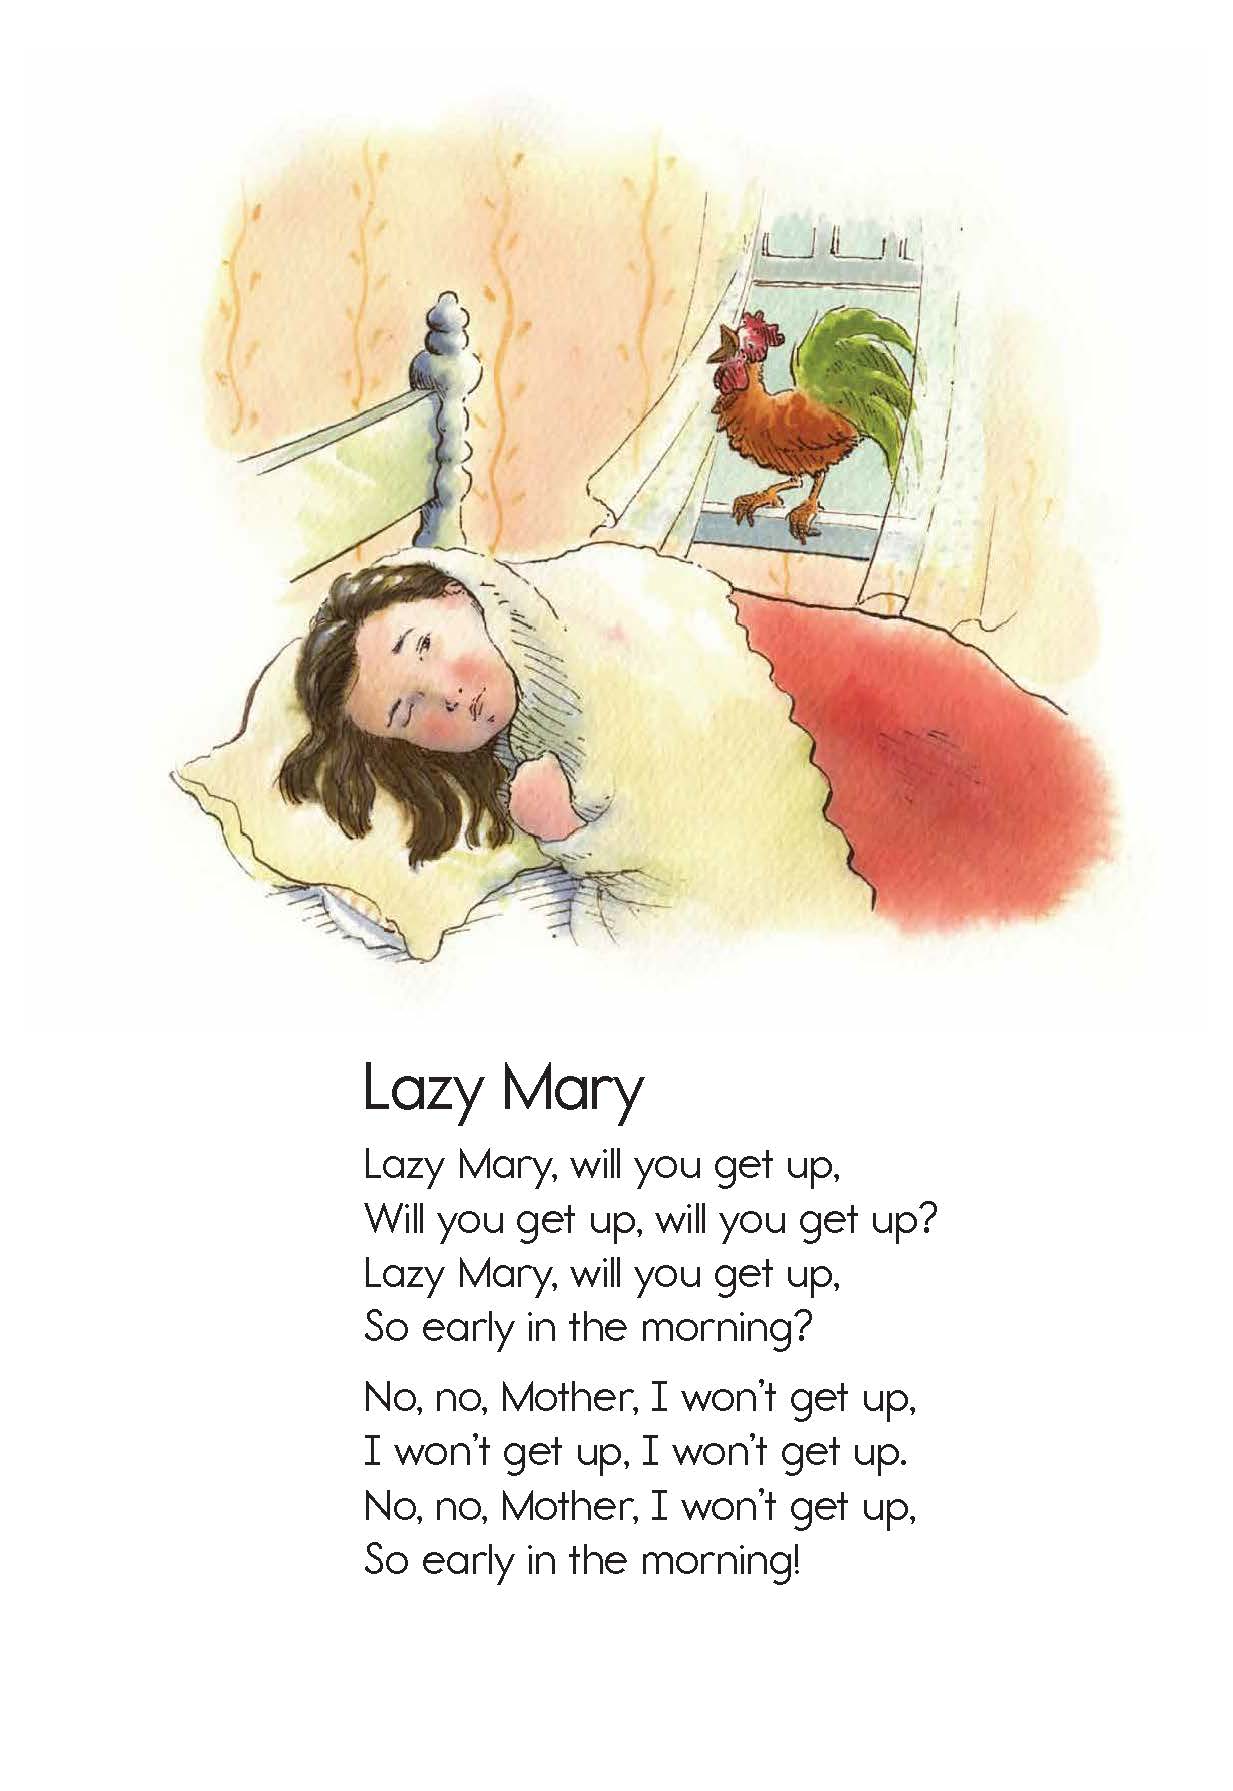 Lazy Mary
Lazy Mary, will you get up,
Will you get up, will you get up?
Lazy Mary, will you get up,
So early in the morning?
No, no, Mother, I won’t get up,
I won’t get up, I won’t get up.
No, no, Mother, I won’t get up,
So early in the morning!